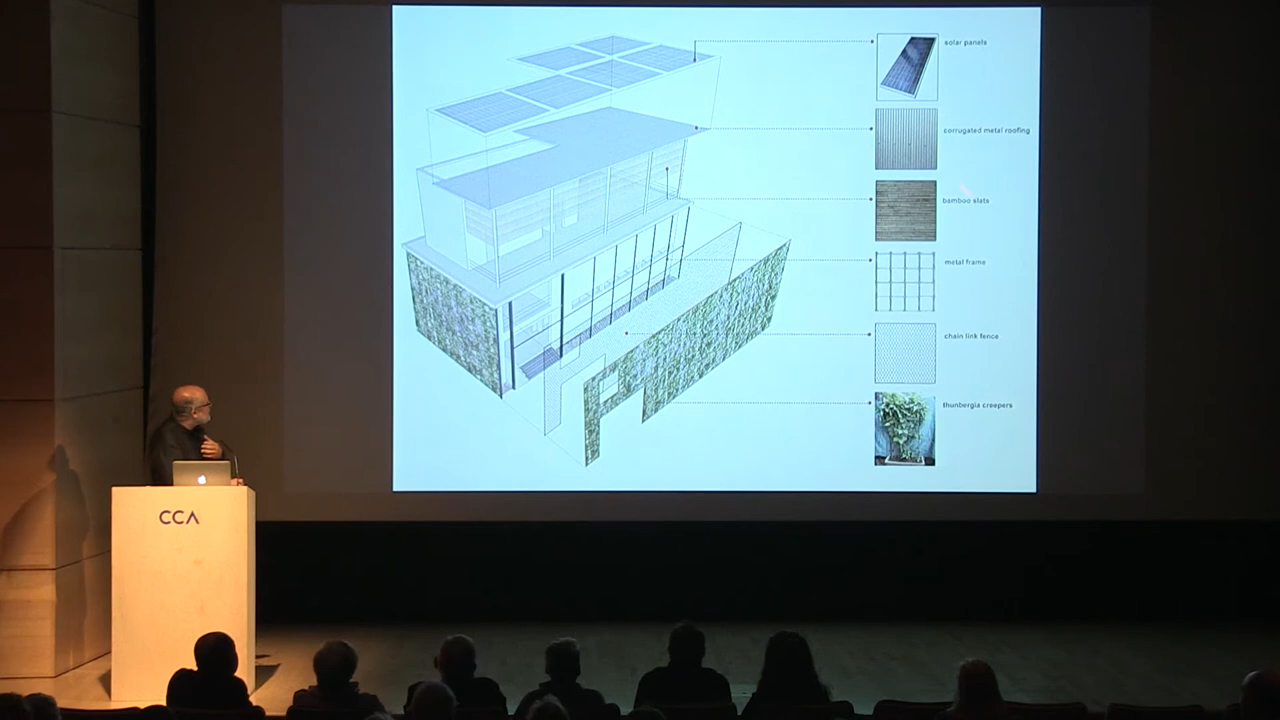 solar panels
corrugated metal roofing
bamboo slats
metal frame
chain link fence
thunbergia creepers
CCA